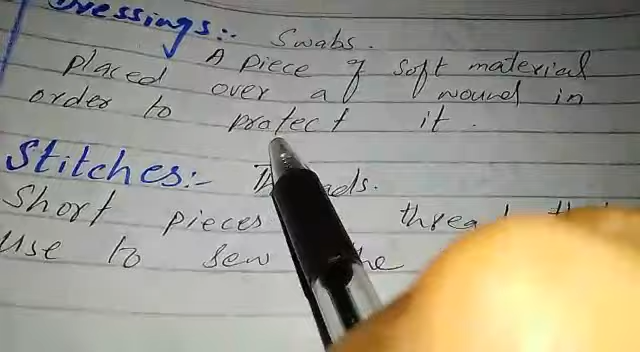 Dressings:- Swabs.
A piece of soft material
placed over a wound in
order to protect it.
Stitches:-
Short pieces
use to sew